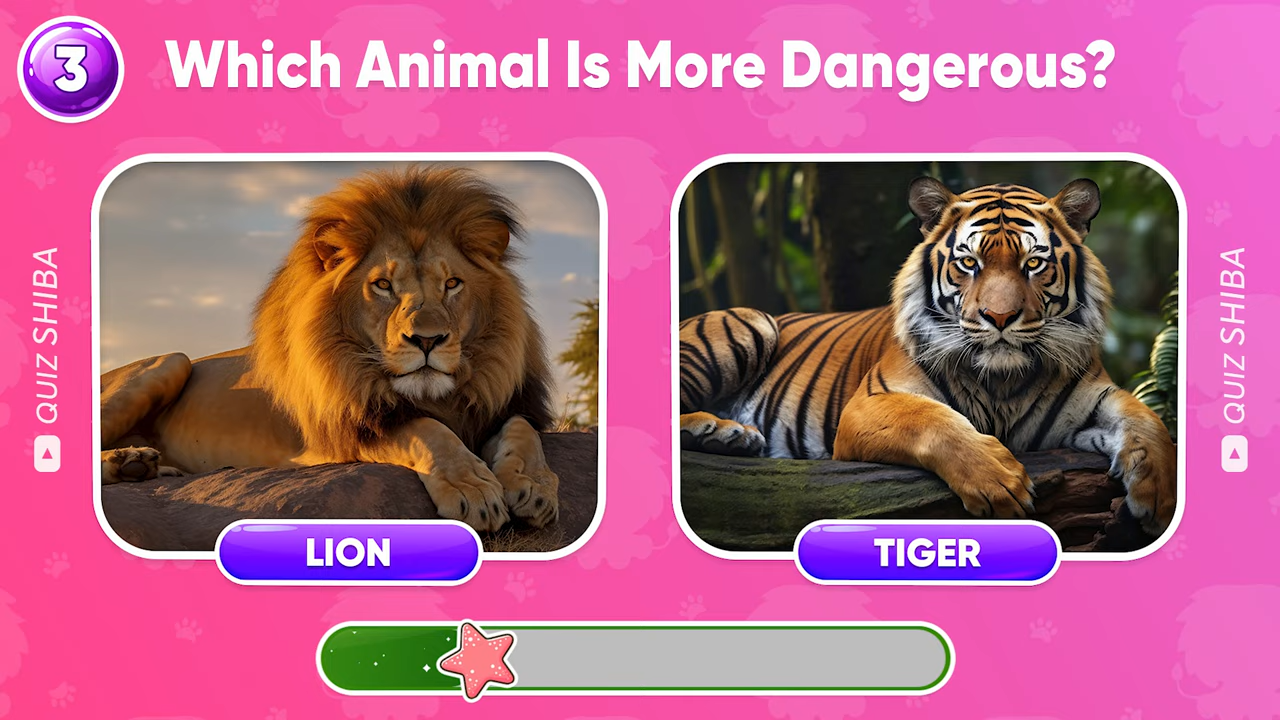 3
Which Animal Is More Dangerous?
QUIZ SHIBA
QUIZ SHIBA
LION
TIGER